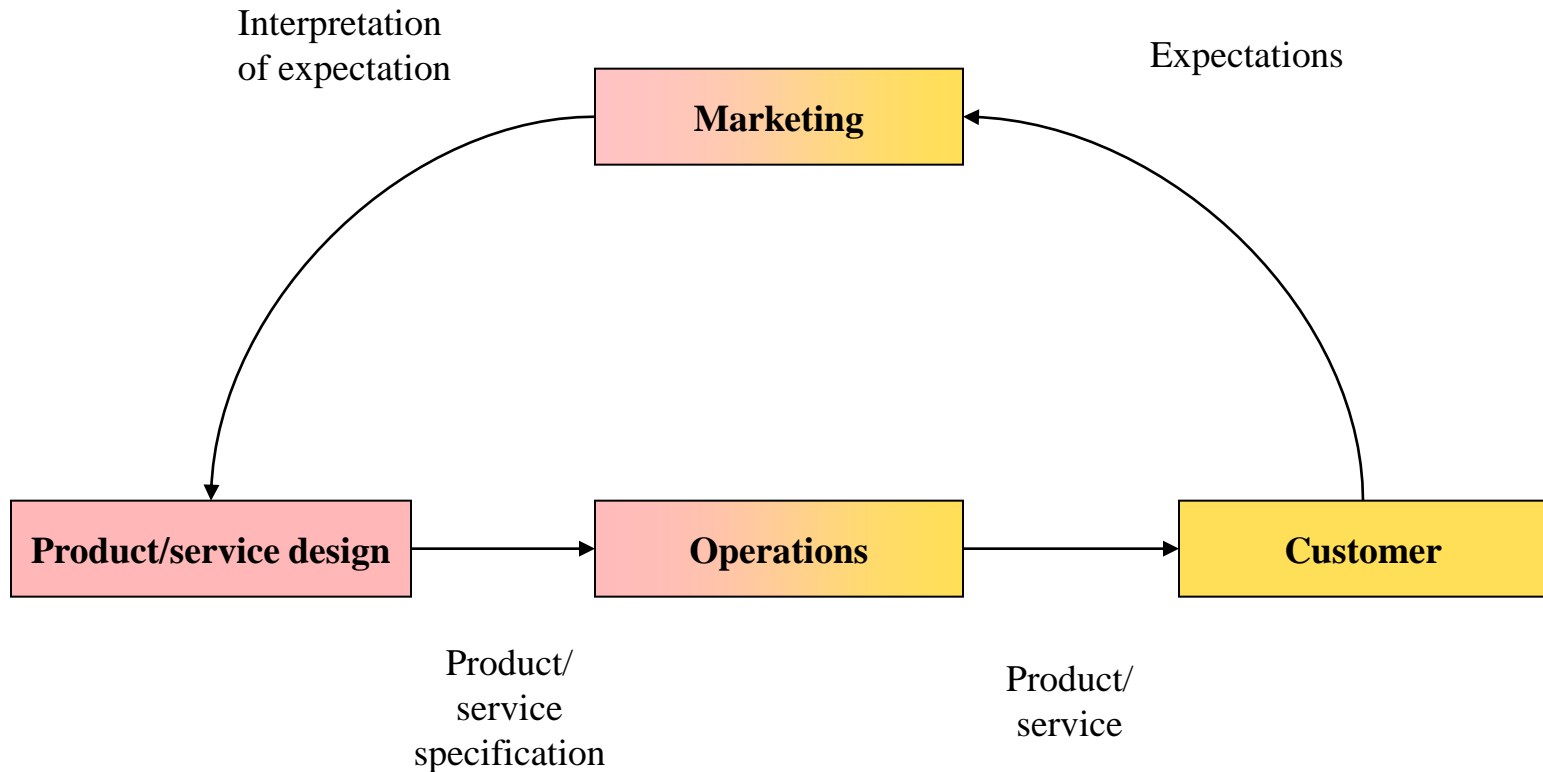 Interpretation
of expectation
Expectations
Marketing
Product/service design
Operations
Customer
Product/
service
specification
Product/
service